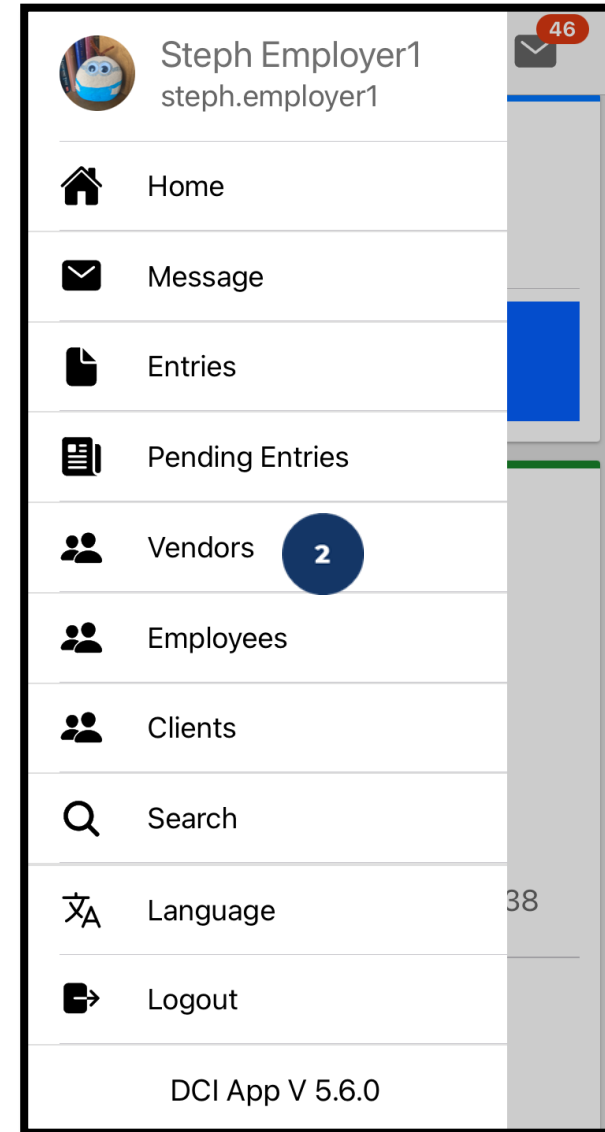 Steph Employer1
46
steph.employer1
Home
Message
Entries
Pending Entries
Vendors
2
Employees
Clients
Search
Language
38
Logout
DCI App V 5.6.0